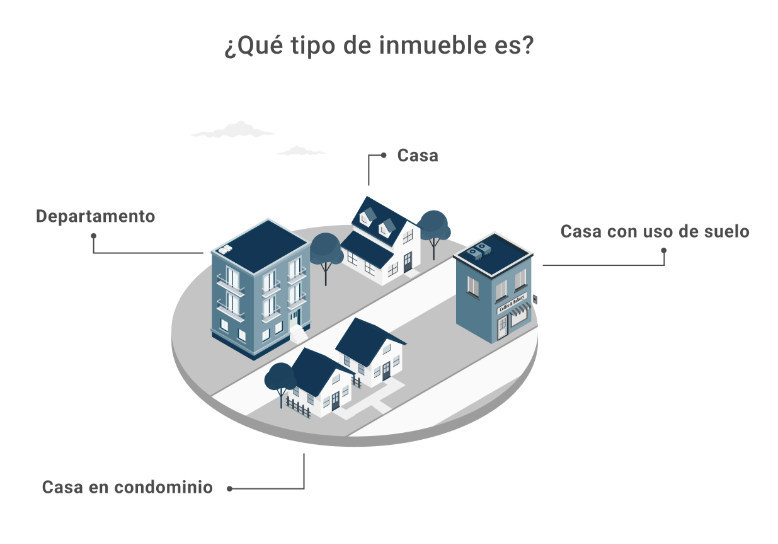 ¿Qué tipo de inmueble es?
Casa
Departamento
Casa con uso de suelo
Casa en condominio